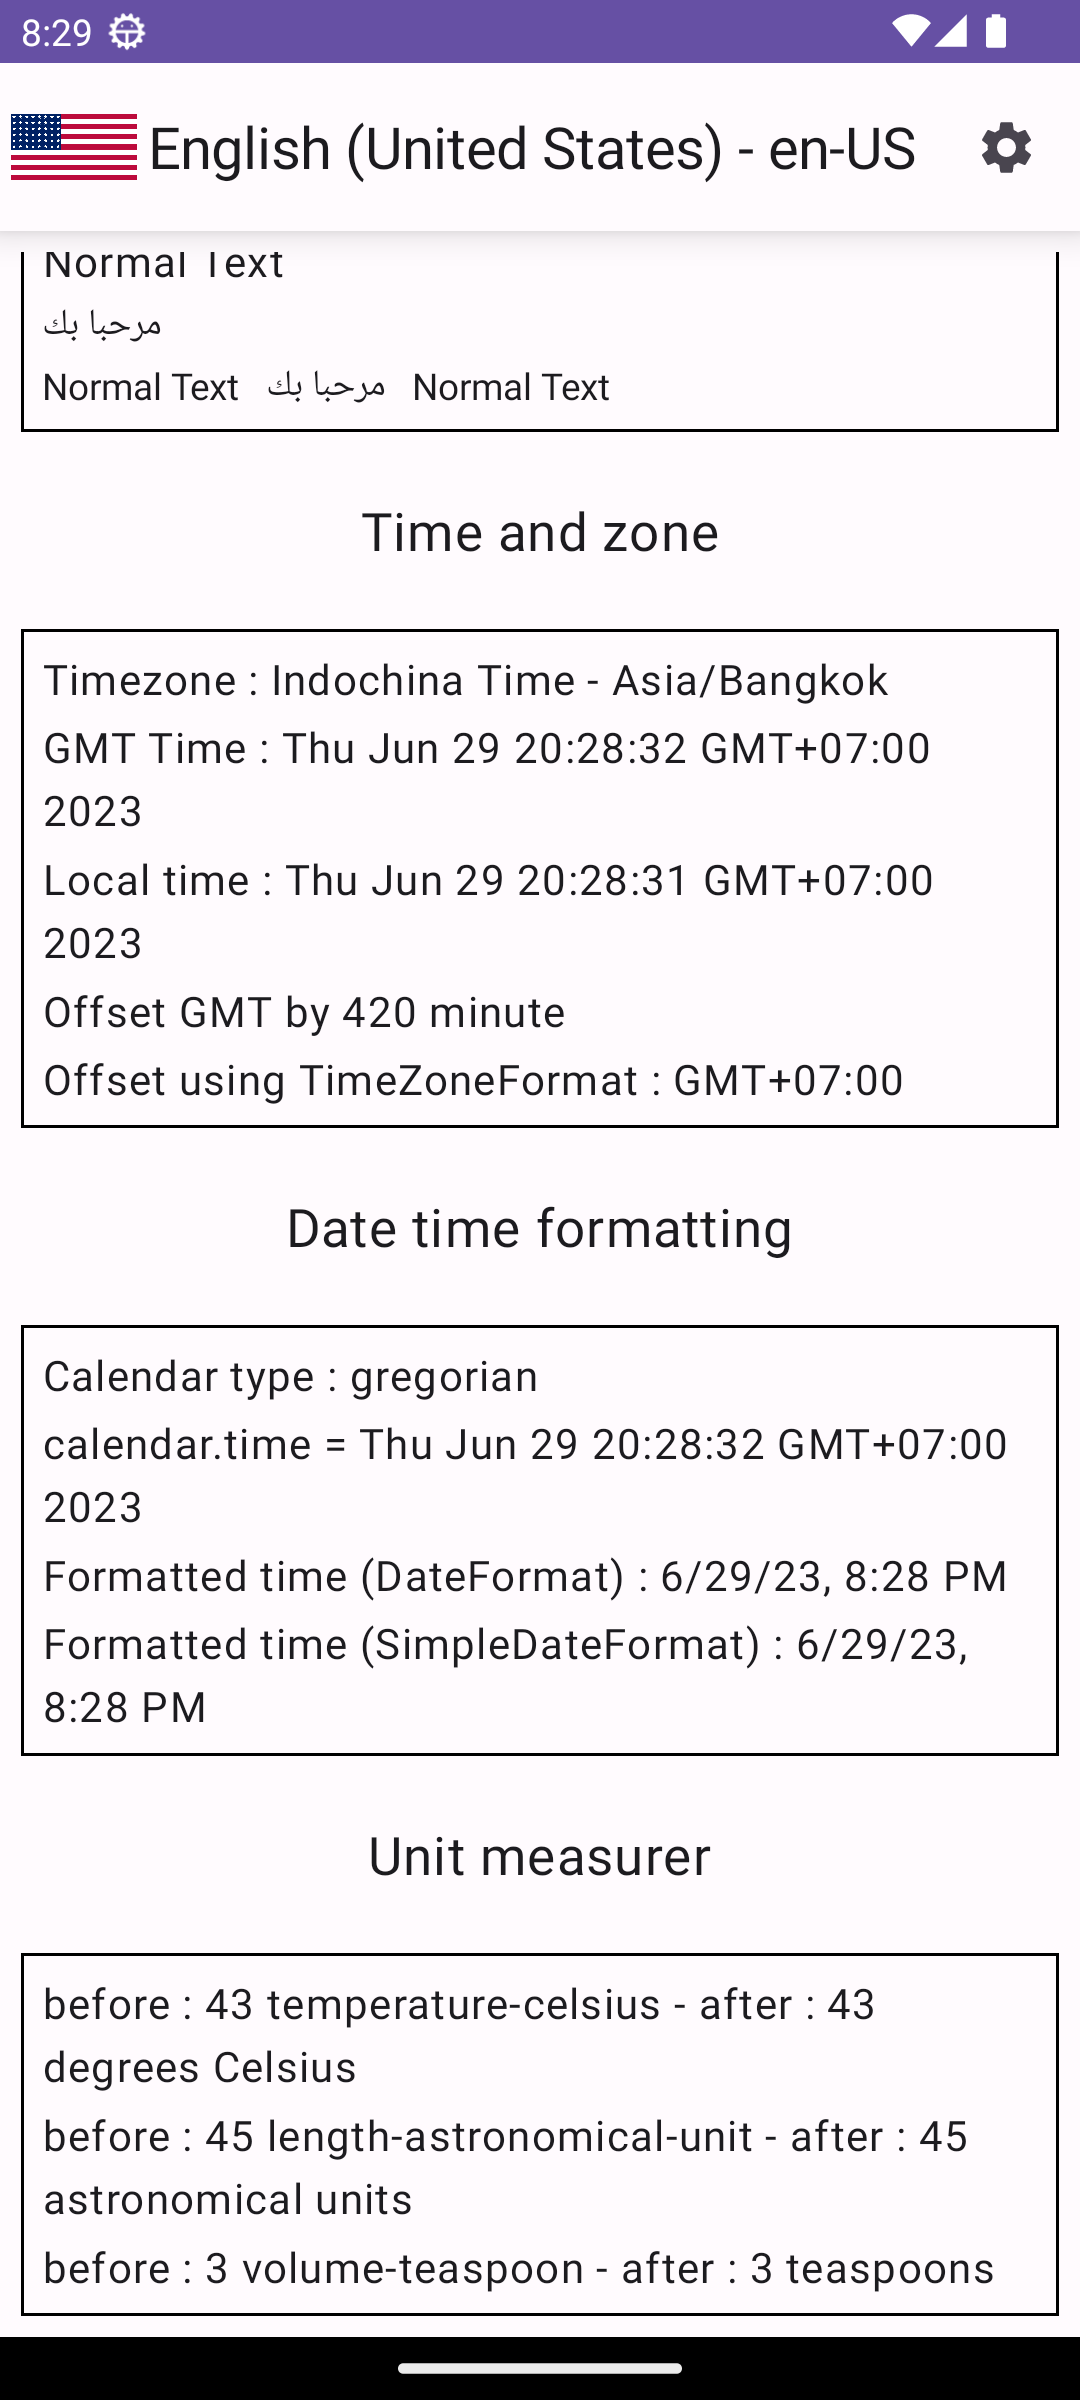 8:29
English (United States) - en-US
Normal Text
مرحبا بك
Normal Text مرحبا بك Normal Text
Time and zone
Timezone : Indochina Time - Asia/Bangkok
GMT Time : Thu Jun 29 20:28:32 GMT+07:00
2023
Local time : Thu Jun 29 20:28:31 GMT+07:00
2023
Offset GMT by 420 minute
Offset using TimeZoneFormat : GMT+07:00
Date time formatting
Calendar type : gregorian
calendar.time = Thu Jun 29 20:28:32 GMT+07:00
2023
Formatted time (DateFormat) : 6/29/23, 8:28 PM
Formatted time (SimpleDateFormat) : 6/29/23,
8:28 PM
Unit measurer
before : 43 temperature-celsius - after : 43
degrees Celsius
before : 45 length-astronomical-unit - after : 45
astronomical units
before : 3 volume-teaspoon - after : 3 teaspoons